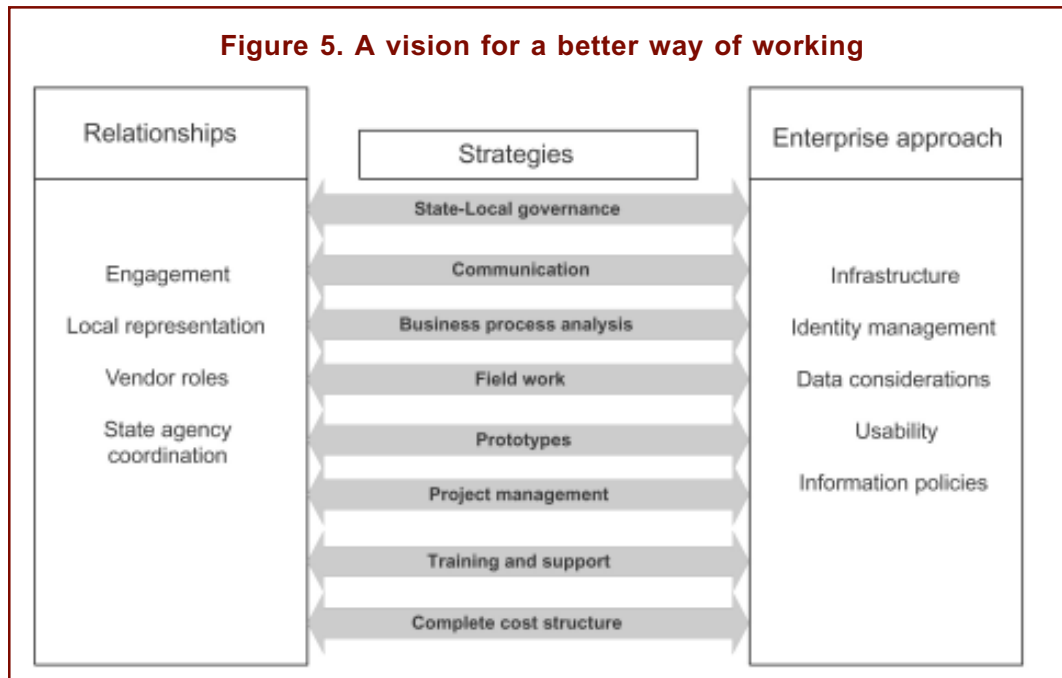 Figure 5. A vision for a better way of working
Relationships
Engagement
Local representation
Vendor roles
State agency
coordination
Strategies
State-Local governance
Communication
Business process analysis
Field work
Prototypes
Project management
Training and support
Complete cost structure
Enterprise approach
Infrastructure
Identity management
Data considerations
Usability
Information policies